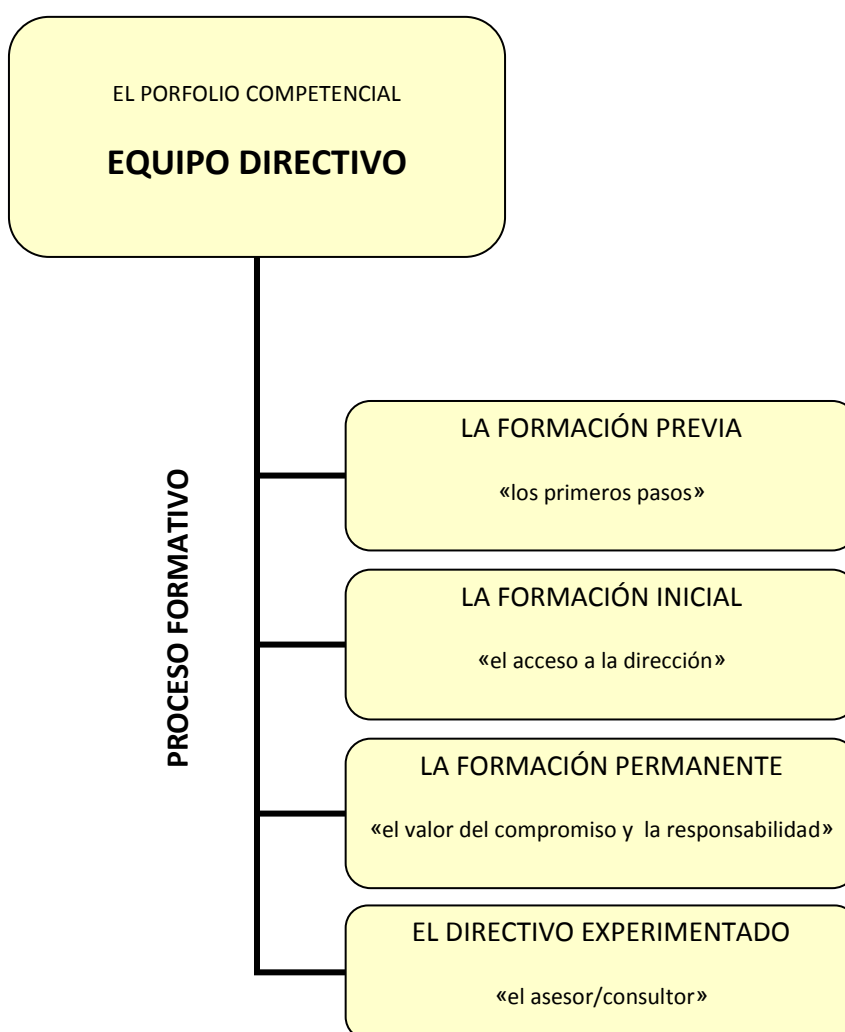 EL PORFOLIO COMPETENCIAL
EQUIPO DIRECTIVO
PROCESO FORMATIVO
LA FORMACIÓN PREVIA
«los primeros pasos»
LA FORMACIÓN INICIAL
«el acceso a la dirección»
LA FORMACIÓN PERMANENTE
«el valor del compromiso y la responsabilidad»
EL DIRECTIVO EXPERIMENTADO
«el asesor/consultor»